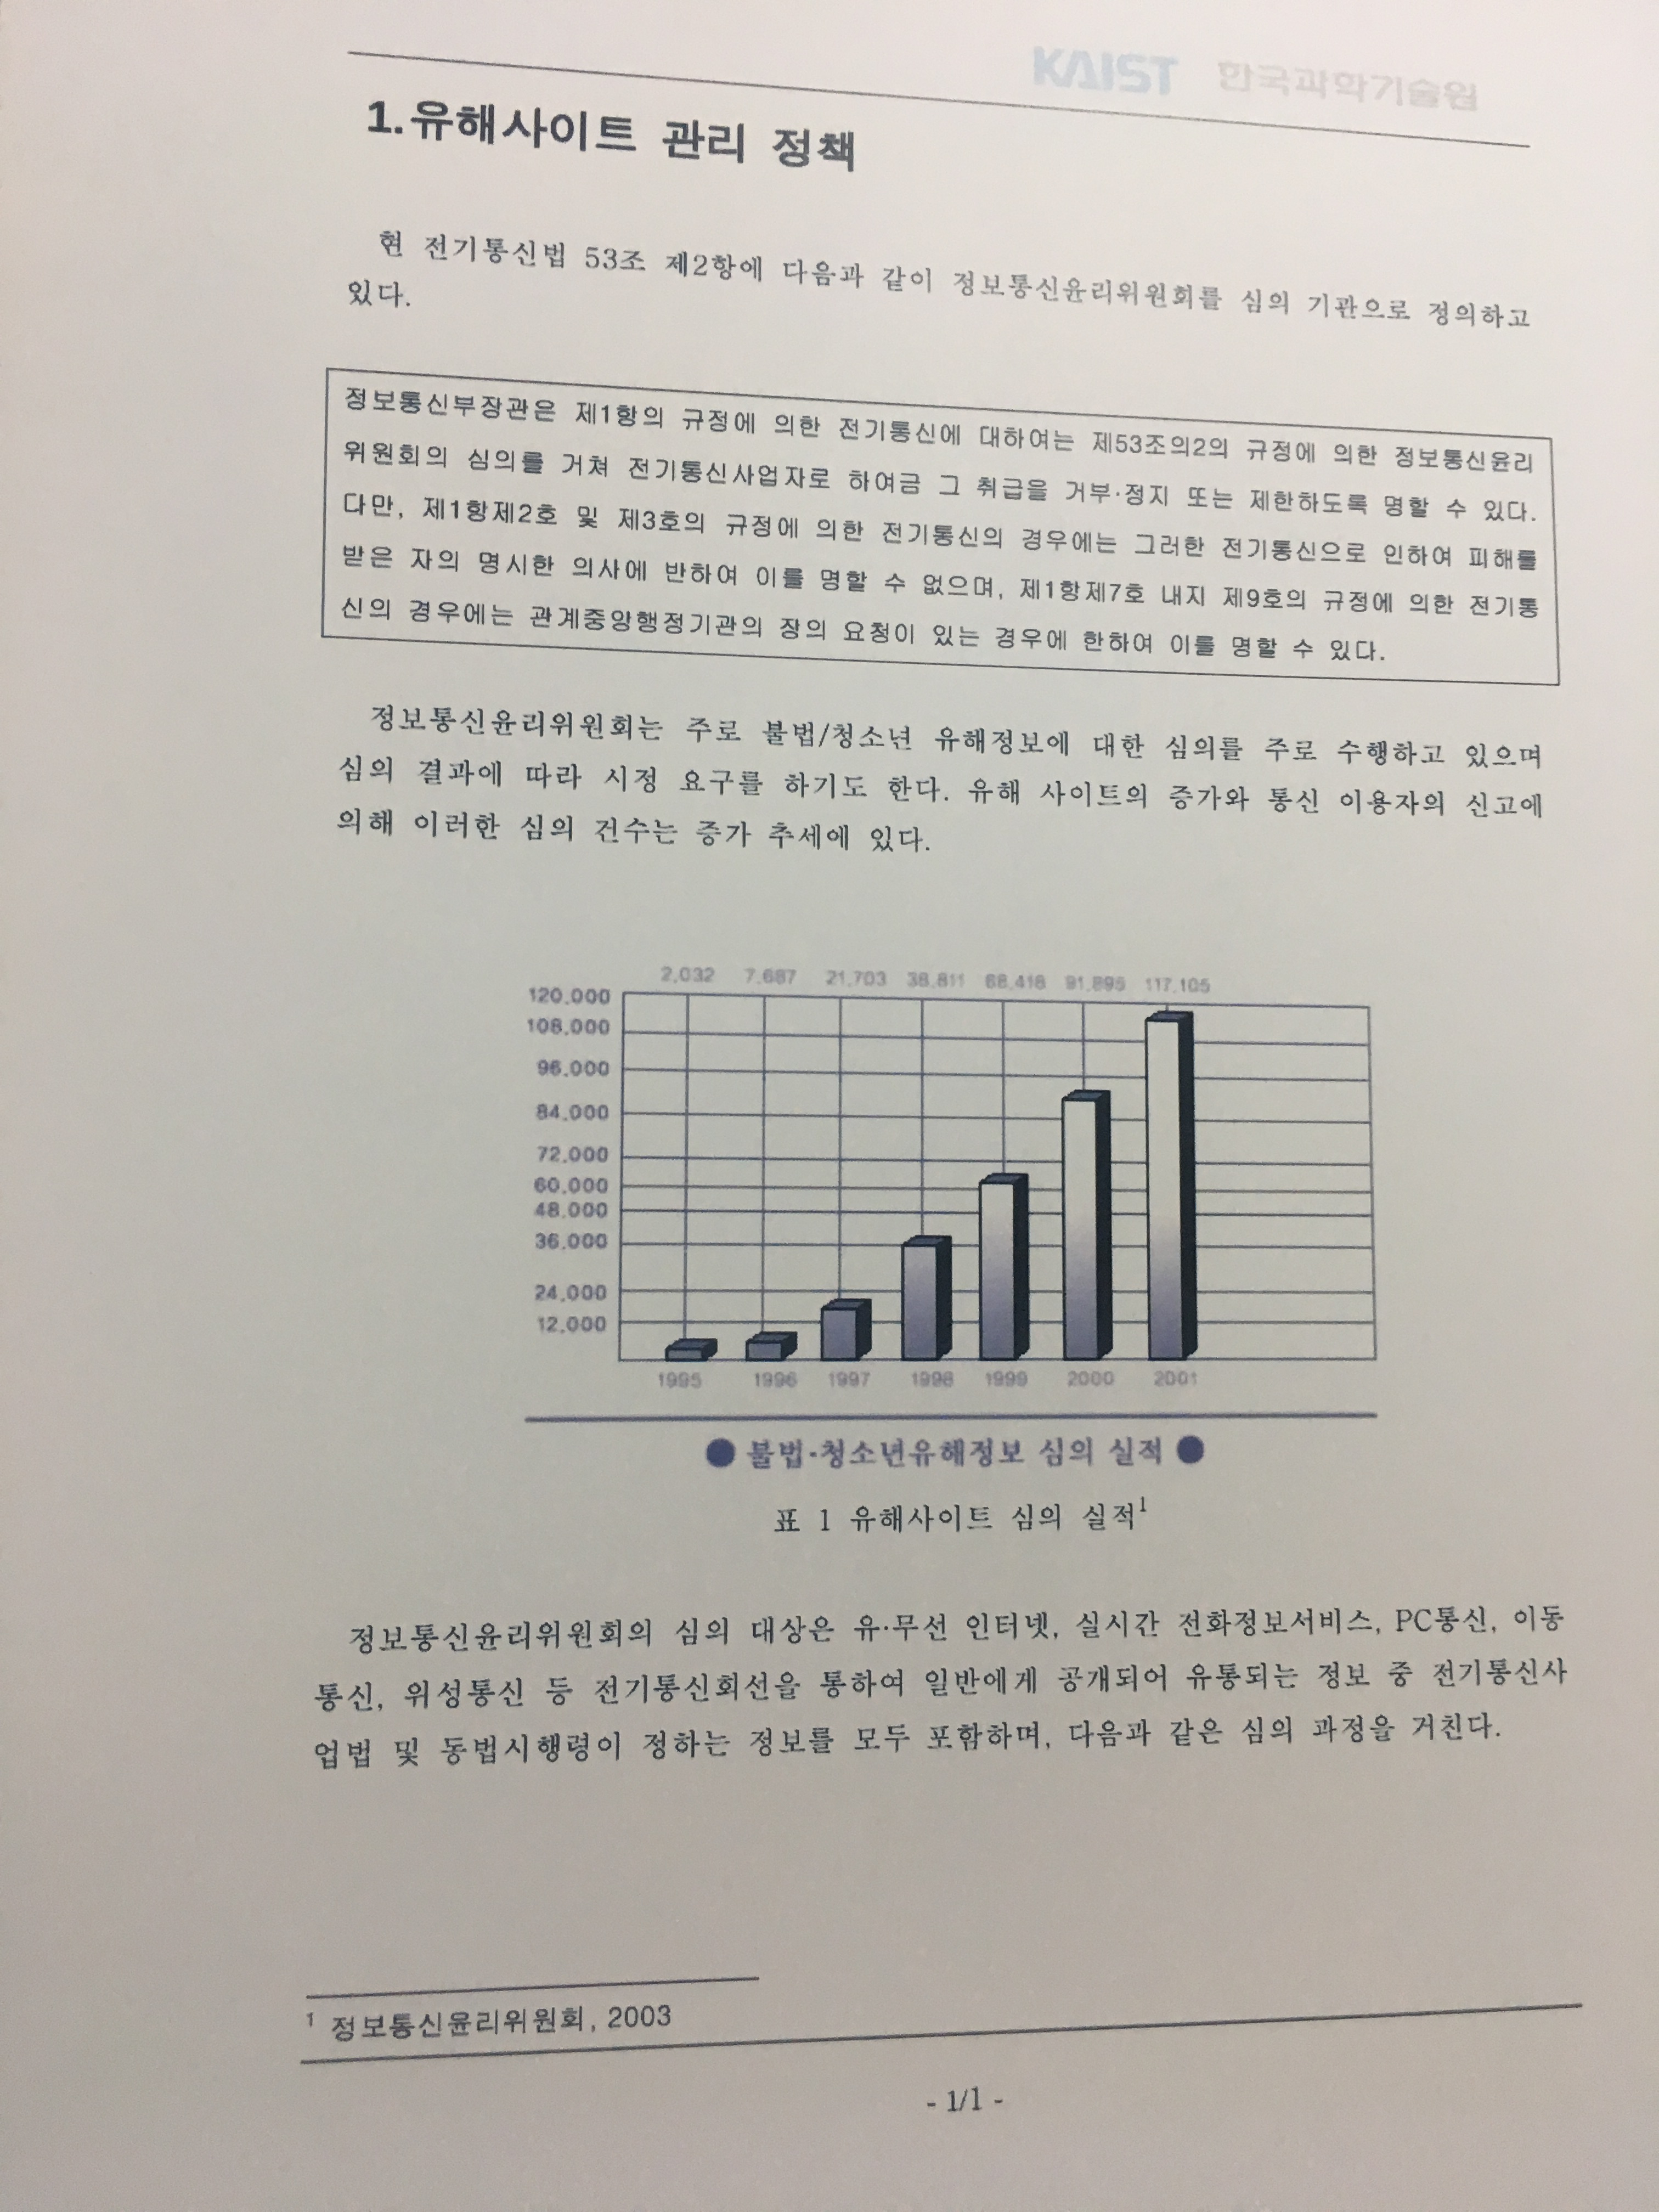 KAIST 한국과학기술원
1.유해사이트 관리 정책
현 전기통신법 53조 제2항에 다음과 같이 정보통신윤리위원회를 심의 기관으로 정의하고
있다.
정보통신부장관은 제1항의 규정에 의한 전기통신에 대하여는 제53조의2의 규정에 의한 정보통신윤리
위원회의 심의를 거쳐 전기통신사업자로 하여금 그 취급을 거부·정지 또는 제한하도록 명할 수 있다.
다만, 제1항제2호 및 제3호의 규정에 의한 전기통신의 경우에는 그러한 전기통신으로 인하여 피해를
받은 자의 명시한 의사에 반하여 이를 명할 수 없으며, 제1항제7호 내지 제9호의 규정에 의한 전기통
신의 경우에는 관계중앙행정기관의 장의 요청이 있는 경우에 한하여 이를 명할 수 있다.
정보통신윤리위원회는 주로 불법/청소년 유해정보에 대한 심의를 주로 수행하고 있으며
심의 결과에 따라 시정 요구를 하기도 한다. 유해 사이트의 증가와 통신 이용자의 신고에
의해 이러한 심의 건수는 증가 추세에 있다.
2,032 7,687 21,703 38,811 68,418 91,895 117,105
120,000
108,000
96,000
84,000
72,000
60,000
48,000
36,000
24,000
12,000
1995 1996 1997 1998 1999 2000 2001
● 불법·청소년유해정보 심의 실적 ●
표 1 유해사이트 심의 실적1
정보통신윤리위원회의 심의 대상은 유·무선 인터넷, 실시간 전화정보서비스, PC통신, 이동
통신, 위성통신 등 전기통신회선을 통하여 일반에게 공개되어 유통되는 정보 중 전기통신사
업법 및 동법시행령이 정하는 정보를 모두 포함하며, 다음과 같은 심의 과정을 거친다.
1 정보통신윤리위원회, 2003
- 1/1 -